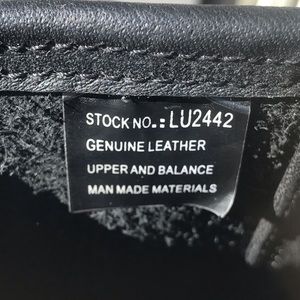 STOCK NO.: LU2442
GENUINE LEATHER
UPPER AND BALANCE
MAN MADE MATERIALS